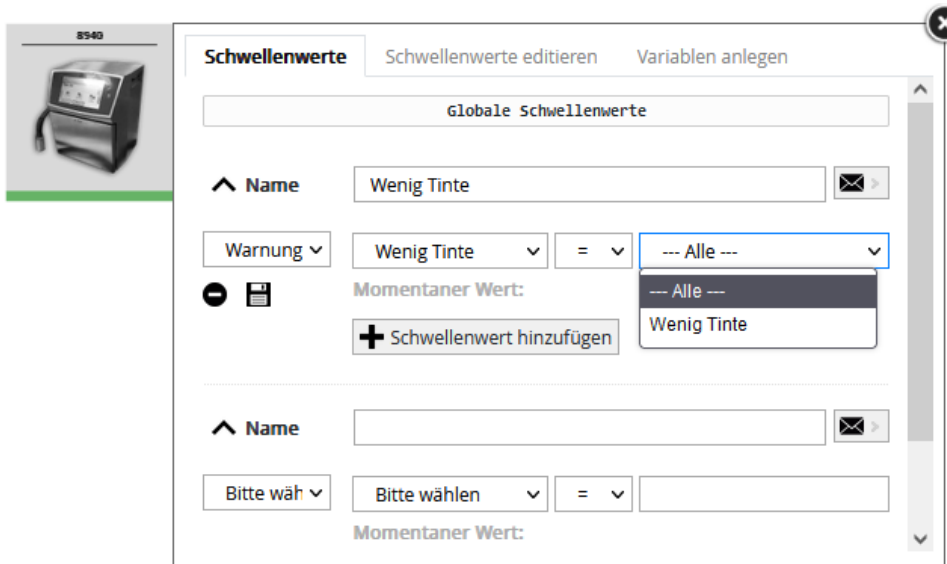 8940
Schwellenwerte Schwellenwerte editieren Variablen anlegen
Globale Schwellenwerte
Name Wenig Tinte
Warnung Wenig Tinte = --- Alle ---
Momentaner Wert: --- Alle ---
Wenig Tinte
Schwellenwert hinzufügen
Name
Bitte wäh Bitte wählen =
Momentaner Wert: